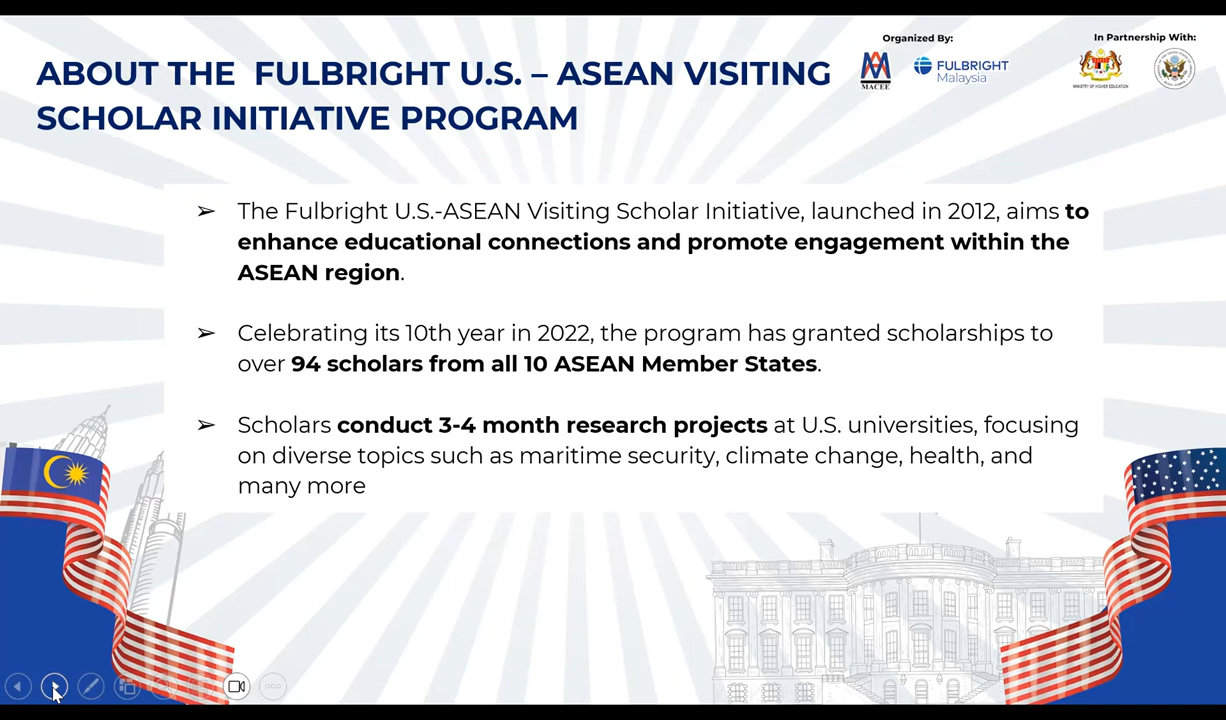 Organized By:
In Partnership With:
MACEE
FULBRIGHT
Malaysia
MINISTRY OF HIGHER EDUCATION
ABOUT THE FULBRIGHT U.S. – ASEAN VISITING
SCHOLAR INITIATIVE PROGRAM
➢ The Fulbright U.S.-ASEAN Visiting Scholar Initiative, launched in 2012, aims to
enhance educational connections and promote engagement within the
ASEAN region.
➢ Celebrating its 10th year in 2022, the program has granted scholarships to
over 94 scholars from all 10 ASEAN Member States.
➢ Scholars conduct 3-4 month research projects at U.S. universities, focusing
on diverse topics such as maritime security, climate change, health, and
many more